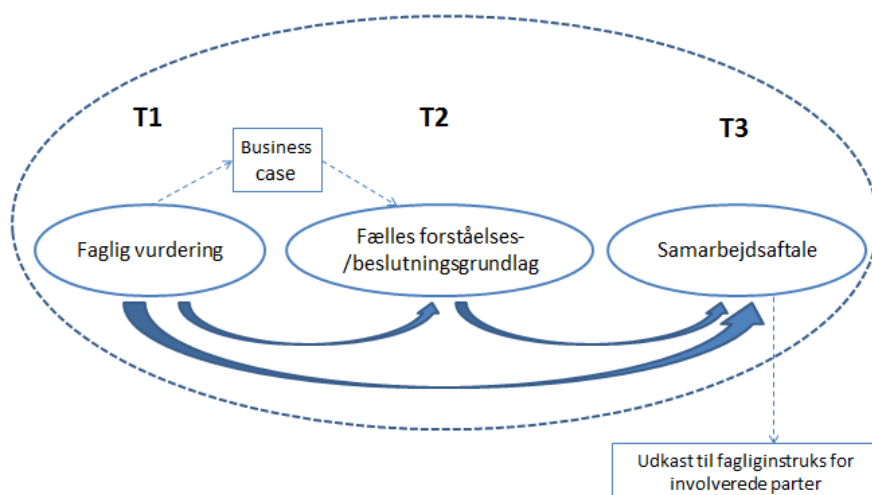 T1
T2
T3
Business
case
Faglig vurdering
Fælles forståelses-
/beslutningsgrundlag
Samarbejdsaftale
Udkast til fagliginstruks for
involverede parter